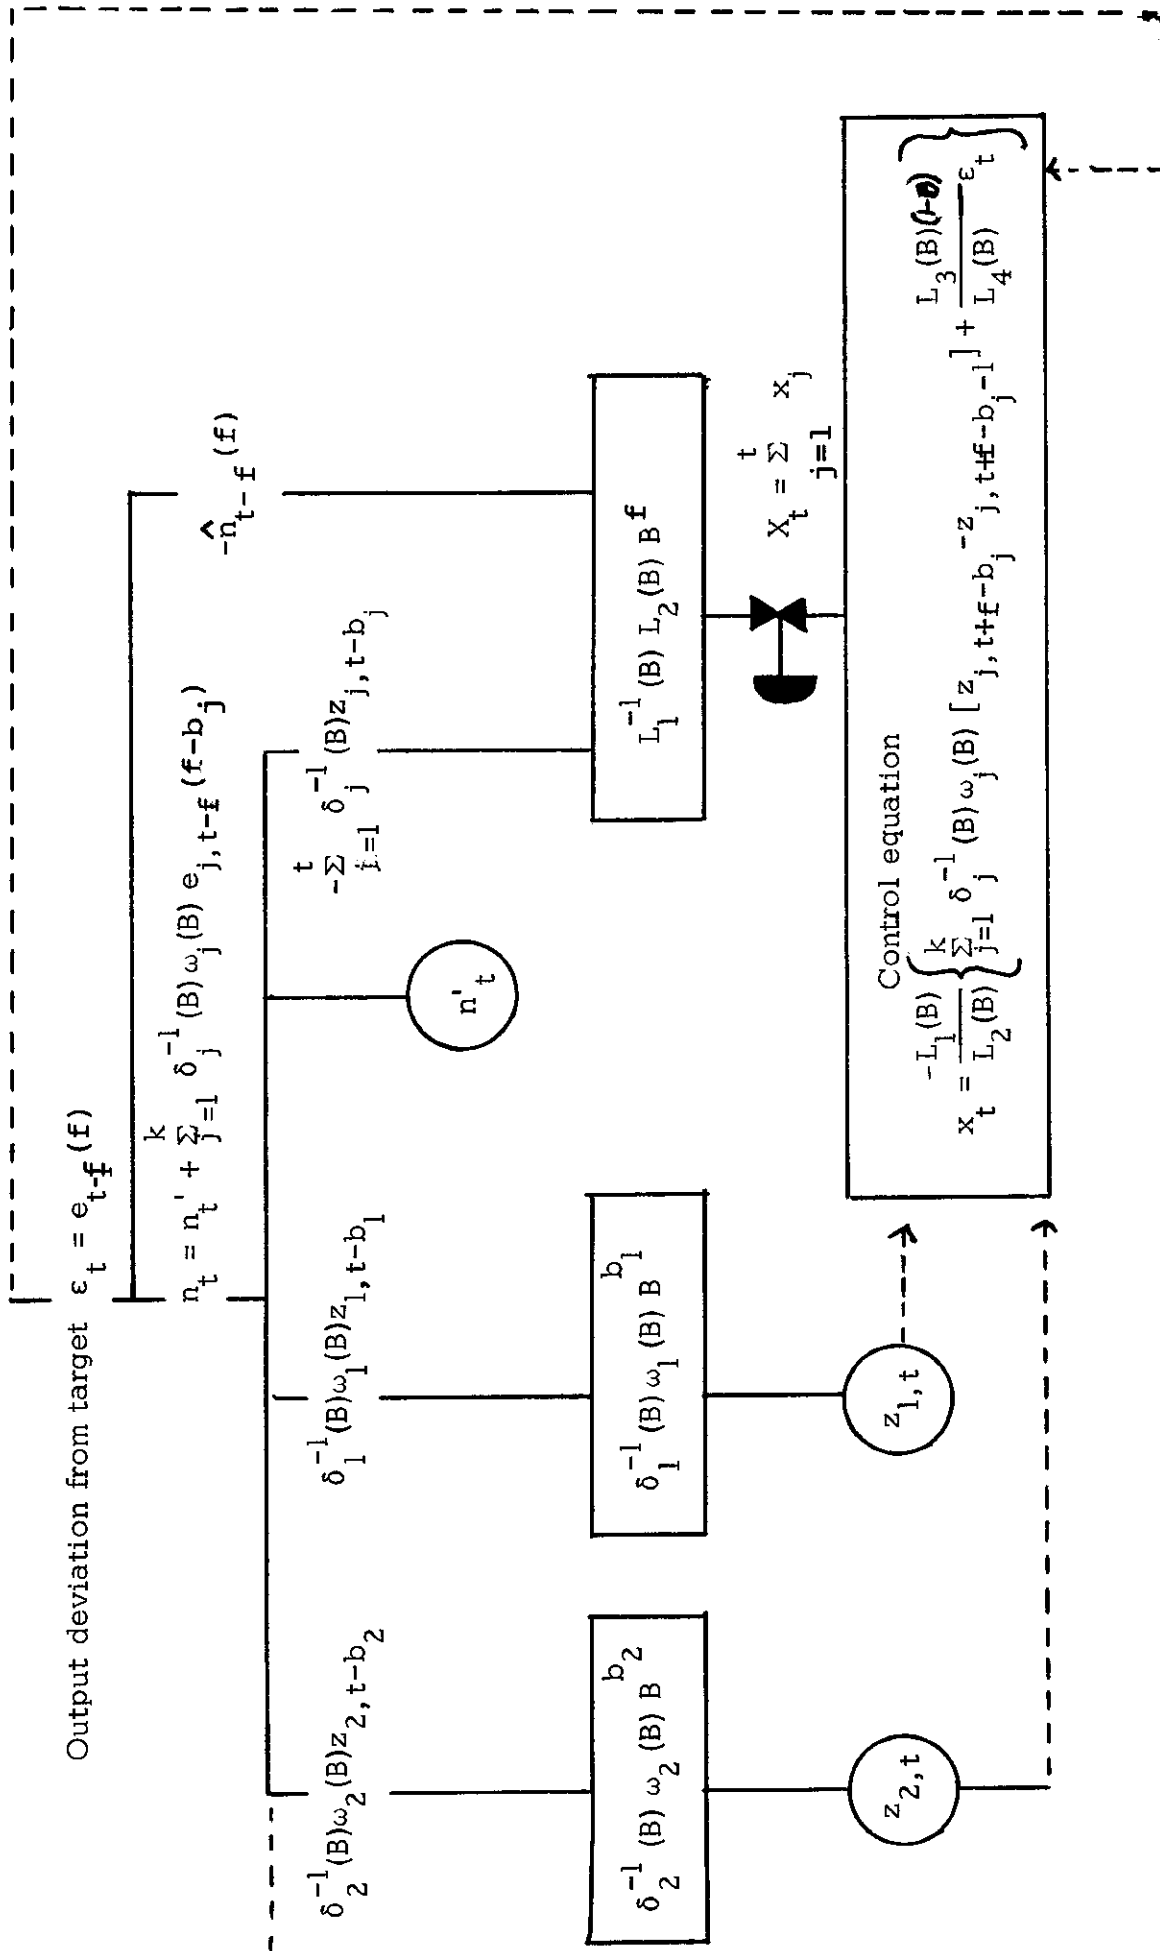 Output deviation from target ε_t = e_{t-f}(f)
n_t = n'_t + Σ_{j=1}^{k} δ_j^{-1}(B) ω_j(B) e_{j,t-f}(f-b_j)
-n̂_{t-f}(f)
δ_2^{-1}(B)ω_2(B)z_{2,t-b_2}
δ_1^{-1}(B)ω_1(B)z_{1,t-b_1}
n'_t
-Σ_{j=1}^{t} δ_j^{-1}(B)z_{j,t-b_j}
δ_2^{-1}(B) ω_2(B) B^{b_2}
δ_1^{-1}(B) ω_1(B) B^{b_1}
L_1^{-1}(B) L_2(B) B^f
X_t = Σ_{j=1}^{t} x_j
z_{2,t}
z_{1,t}
Control equation
x_t = \frac{-L_1(B)}{L_2(B)} { Σ_{j=1}^{k} δ_j^{-1}(B) ω_j(B) [z_{j,t+f-b_j} - z_{j,t+f-b_j-1}] + \frac{L_3(B)}{L_4(B)} ε_t }